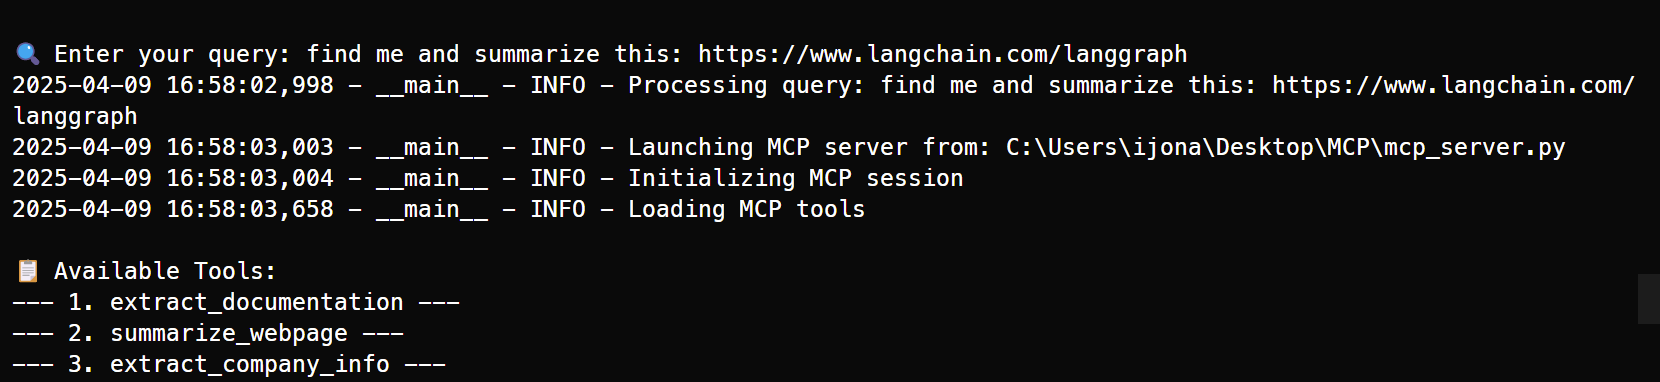 🔍 Enter your query: find me and summarize this: https://www.langchain.com/langgraph
2025-04-09 16:58:02,998 - __main__ - INFO - Processing query: find me and summarize this: https://www.langchain.com/
langgraph
2025-04-09 16:58:03,003 - __main__ - INFO - Launching MCP server from: C:\Users\ijona\Desktop\MCP\mcp_server.py
2025-04-09 16:58:03,004 - __main__ - INFO - Initializing MCP session
2025-04-09 16:58:03,658 - __main__ - INFO - Loading MCP tools
📋 Available Tools:
--- 1. extract_documentation ---
--- 2. summarize_webpage ---
--- 3. extract_company_info ---